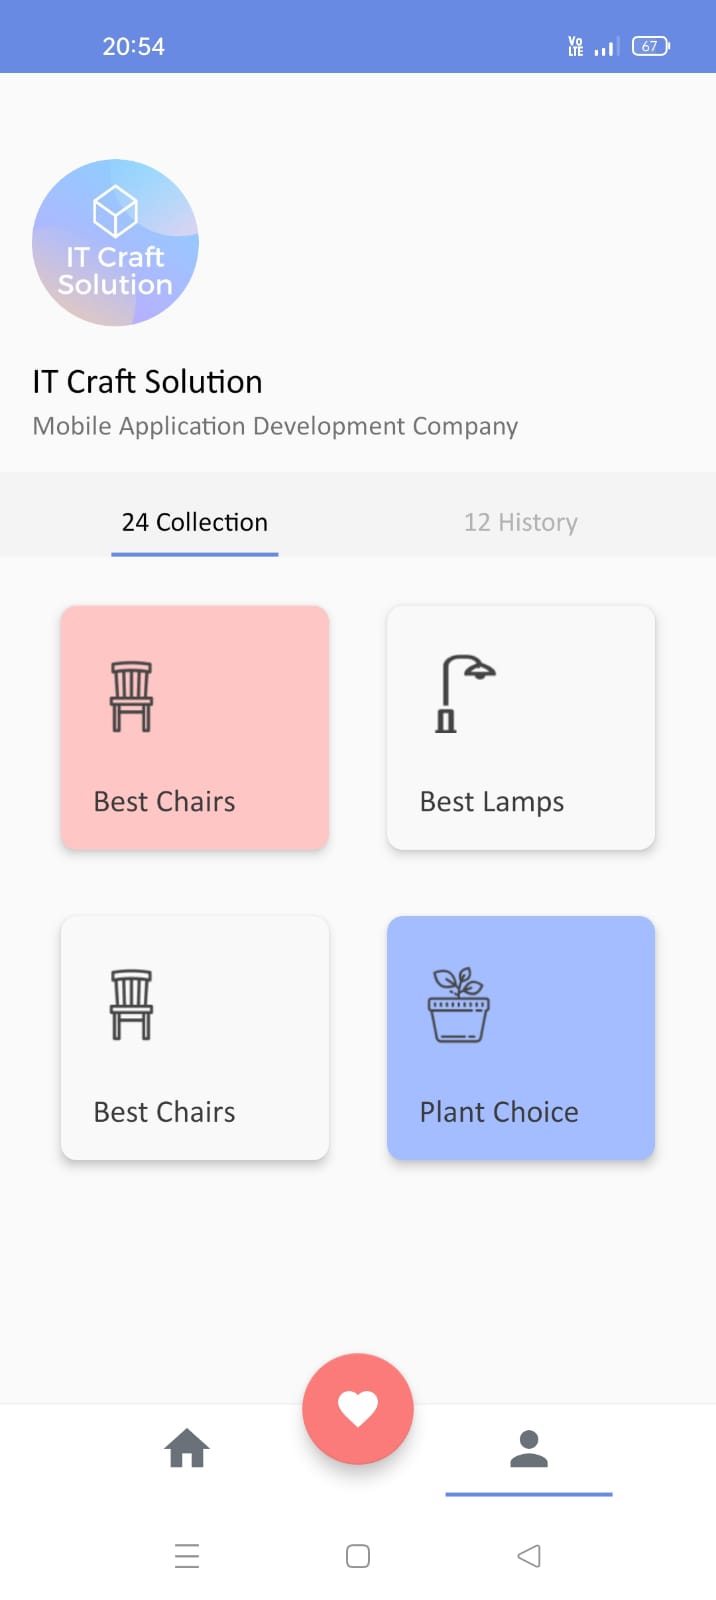 20:54
Vo
LTE
67
IT Craft
Solution
IT Craft Solution
Mobile Application Development Company
24 Collection
12 History
Best Chairs
Best Lamps
Best Chairs
Plant Choice